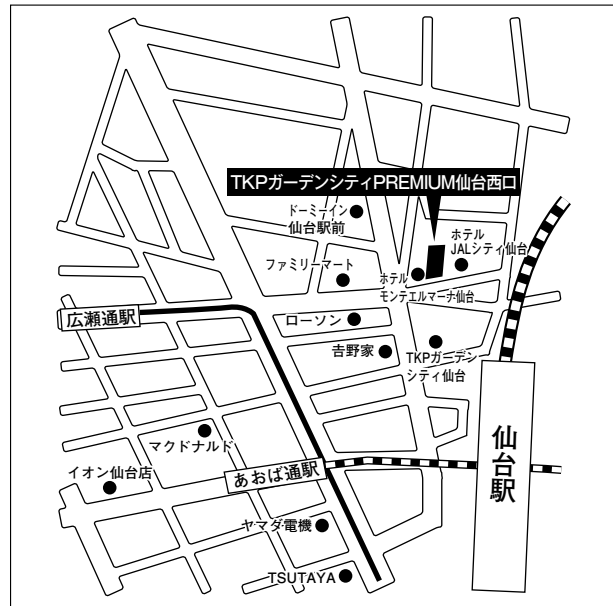 TKPガーデンシティPREMIUM仙台西口
ドーミーイン
仙台駅前
ホテル
JALシティ仙台
ファミリーマート
ホテル
モンテエルマーナ仙台
広瀬通駅
ローソン
吉野家
TKPガーデン
シティ仙台
マクドナルド
仙台駅
イオン仙台店
あおば通駅
ヤマダ電機
TSUTAYA